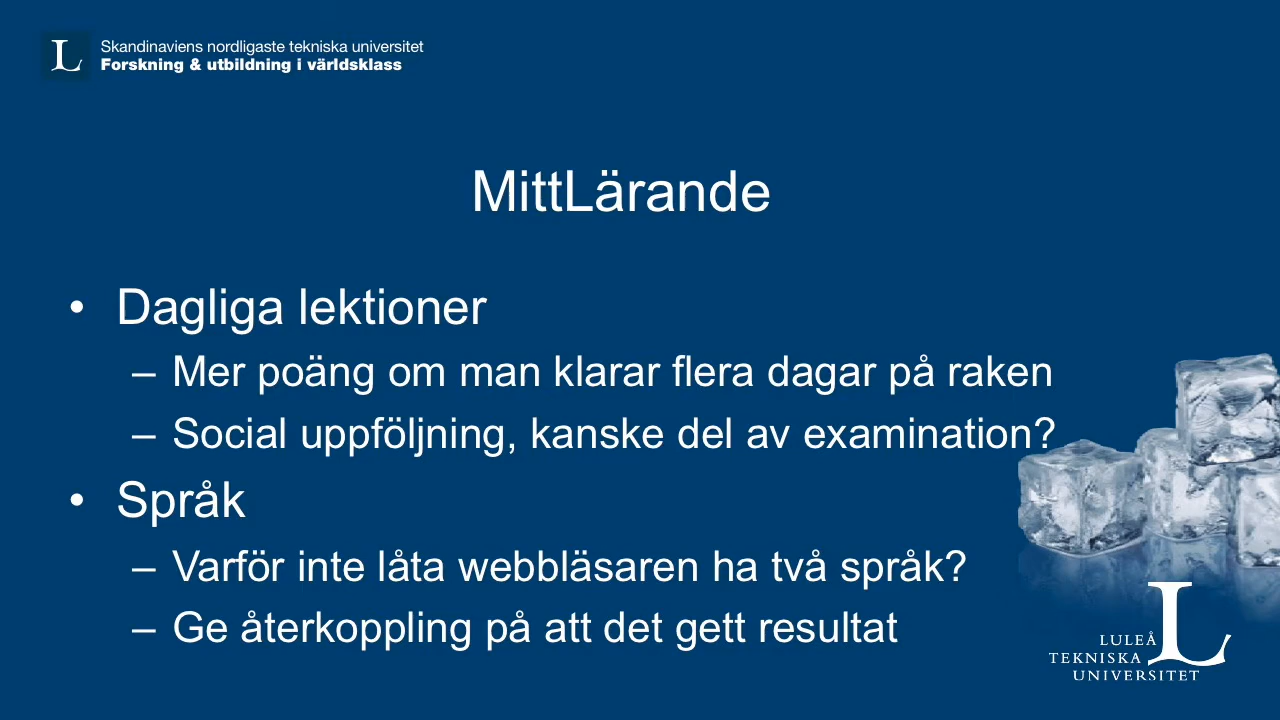 L Skandinaviens nordligaste tekniska universitet
Forskning & utbildning i världsklass
MittLärande
• Dagliga lektioner
– Mer poäng om man klarar flera dagar på raken
– Social uppföljning, kanske del av examination?
• Språk
– Varför inte låta webbläsaren ha två språk?
– Ge återkoppling på att det gett resultat
LULEÅ L
TEKNISKA
UNIVERSITET